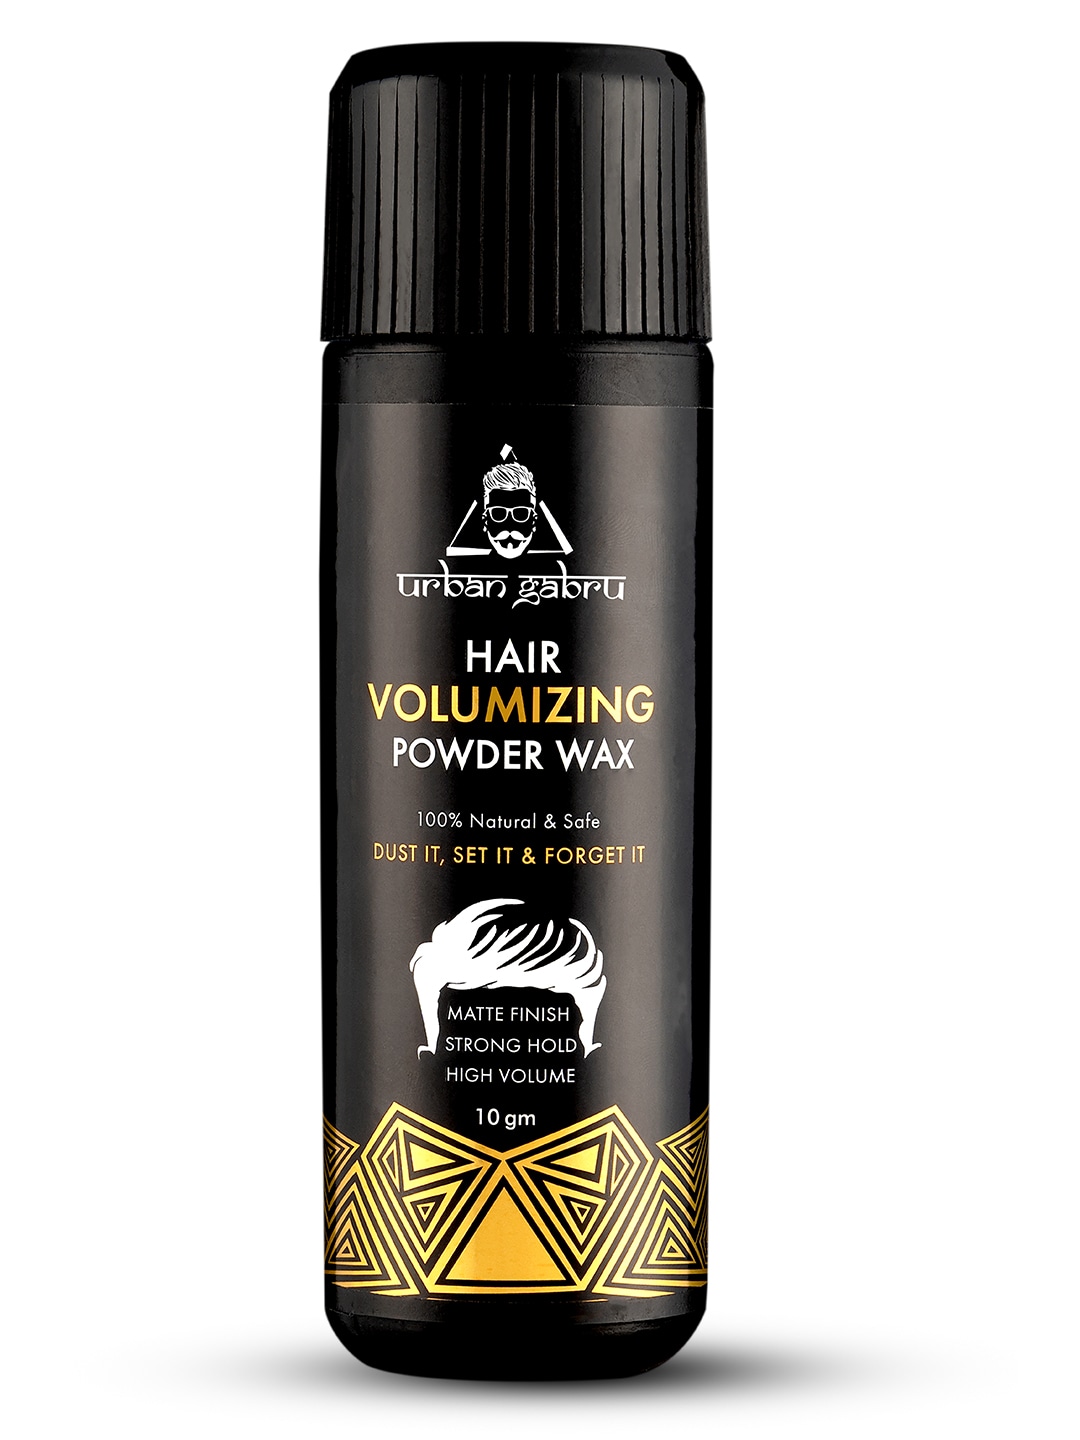 urban gabru
HAIR
VOLUMIZING
POWDER WAX
100% Natural & Safe
DUST IT, SET IT & FORGET IT
MATTE FINISH
STRONG HOLD
HIGH VOLUME
10 gm